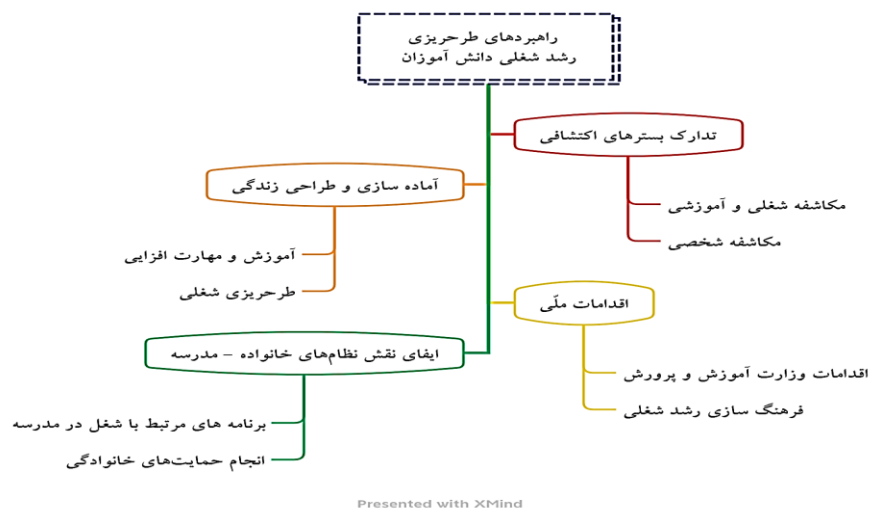 راهبردهای طرحریزی
رشد شغلی دانش آموزان
تدارک بسترهای اکتشافی
مکاشفه شغلی و آموزشی
مکاشفه شخصی
آماده سازی و طراحی زندگی
آموزش و مهارت افزایی
طرحریزی شغلی
اقدامات ملّی
اقدامات وزارت آموزش و پرورش
فرهنگ سازی رشد شغلی
ایفای نقش نظام‌های خانواده – مدرسه
برنامه های مرتبط با شغل در مدرسه
انجام حمایت‌های خانوادگی
Presented with XMind